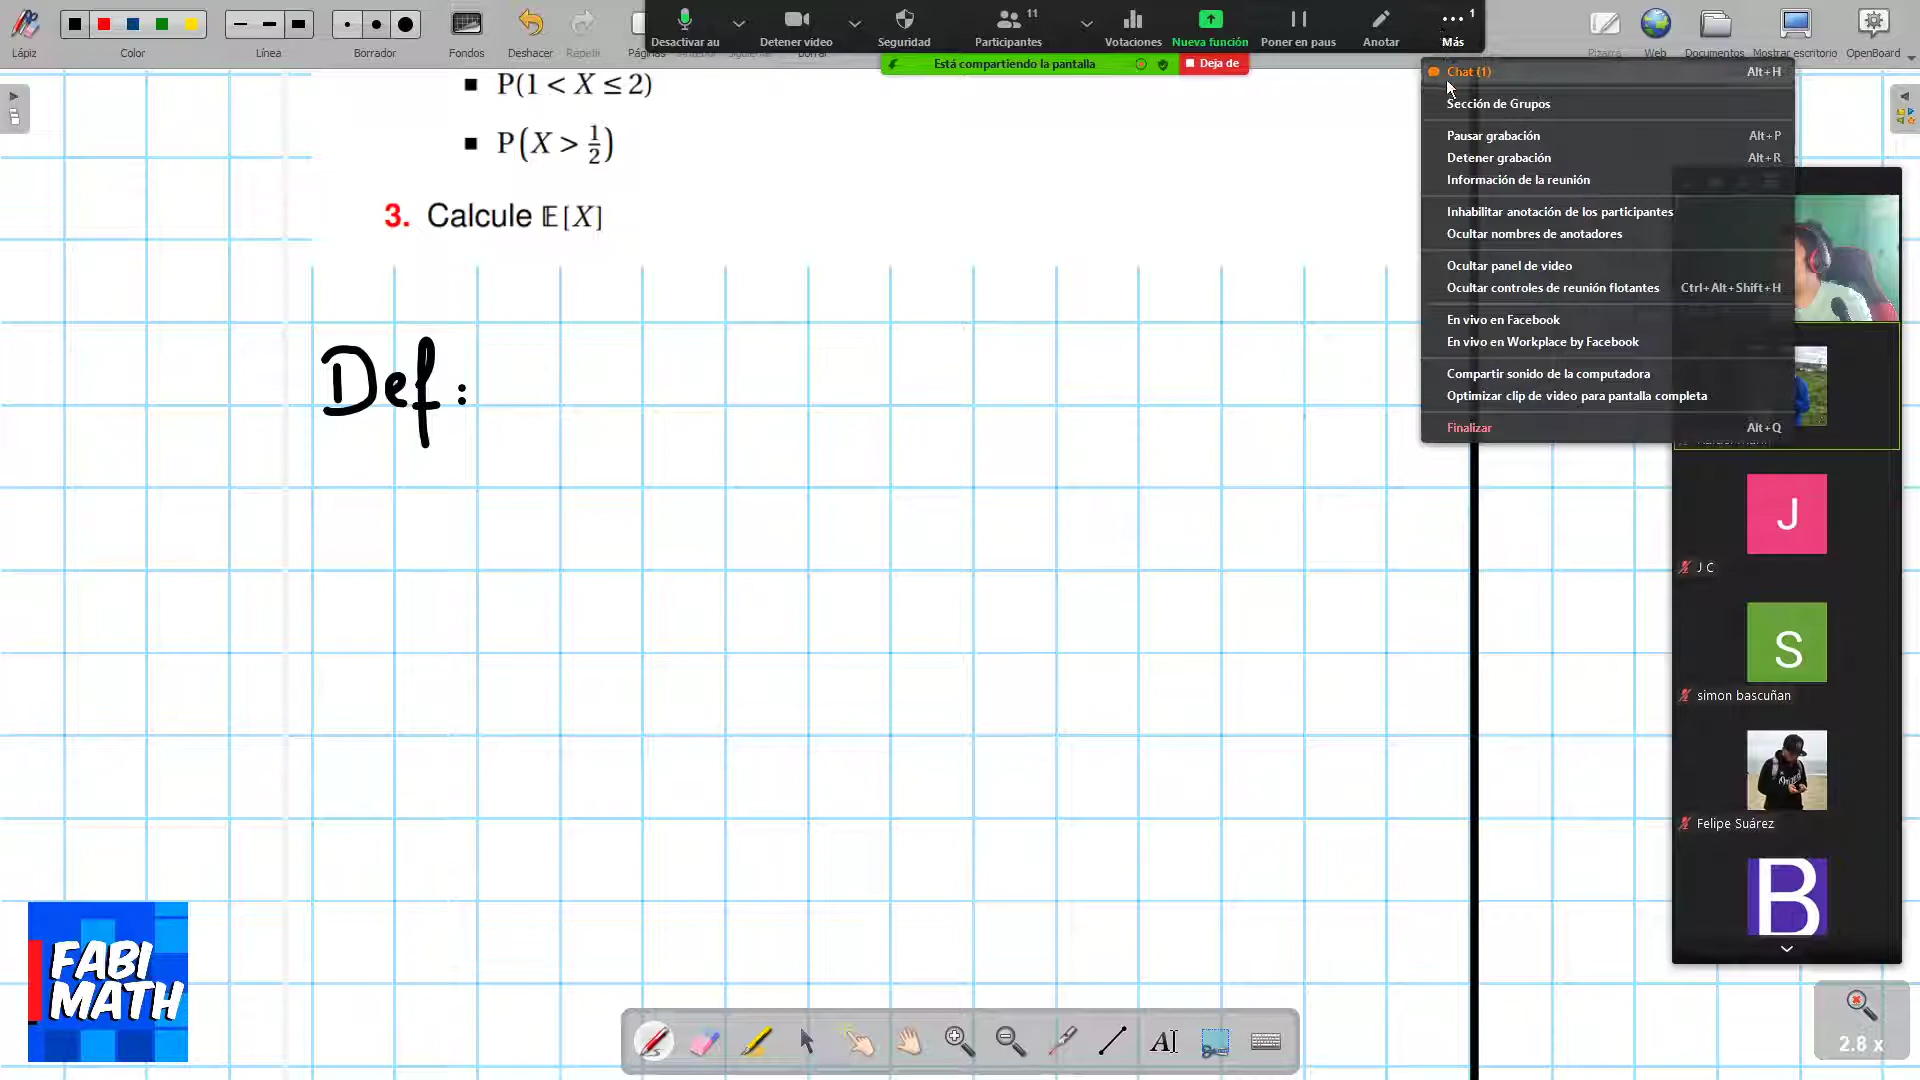 Lápiz
Color
Línea
Borrador
Fondos
Deshacer
Repetir
Desactivar au
Detener video
Seguridad
Participantes
11
Votaciones
Nueva función
Poner en paus
Anotar
Más
1
Web
Documentos
Mostrar escritorio
OpenBoard
Está compartiendo la pantalla
Deja de
P(1 < X ≤ 2)
P(X > 1/2)
3. Calcule 𝔼[X]
Def:
Chat (1) Alt+H
Sección de Grupos
Pausar grabación Alt+P
Detener grabación Alt+R
Información de la reunión
Inhabilitar anotación de los participantes
Ocultar nombres de anotadores
Ocultar panel de video
Ocultar controles de reunión flotantes Ctrl+Alt+Shift+H
En vivo en Facebook
En vivo en Workplace by Facebook
Compartir sonido de la computadora
Optimizar clip de video para pantalla completa
Finalizar Alt+Q
J
J C
S
simon bascuñan
Felipe Suárez
B
FABI
MATH
AI
2.8 x